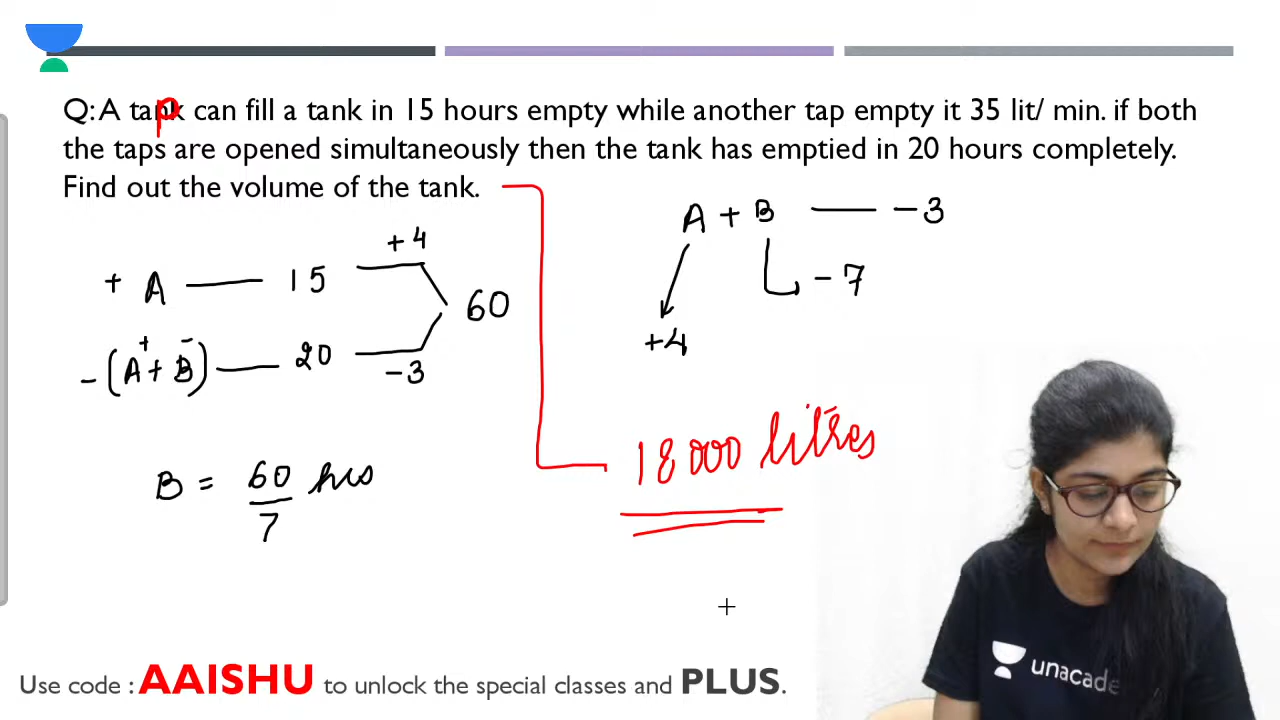 Q: A tapk can fill a tank in 15 hours empty while another tap empty it 35 lit/ min. if both
the taps are opened simultaneously then the tank has emptied in 20 hours completely.
Find out the volume of the tank.
A + B — -3
-7
+4
+4
+ A — 15
60
+ -
-(A + B) — 20
-3
B = 60/7 hrs
18000 litres
unacade
Use code : AAISHU to unlock the special classes and PLUS.